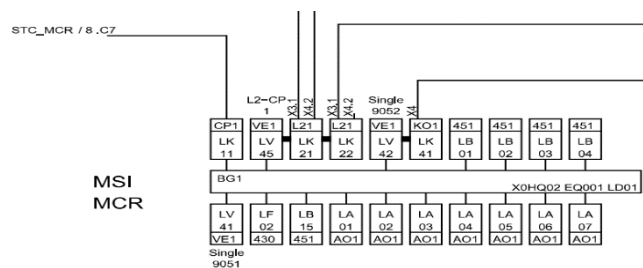 STC_MCR / 8 .C7
L2-CP
1
X3.1
X4.2
X3.1
X4.2
Single
9052
X4
CP1 VE1 L21 L21 VE1 KO1 451 451 451 451
LK LV LK LK LV LK LB LB LB LB
11 45 21 22 42 41 01 02 03 04
MSI
MCR
BG1
X0HQ02 EQ001 LD01
LV LF LB LA LA LA LA LA LA LA
41 02 15 01 02 03 04 05 06 07
VE1 430 451 AO1 AO1 AO1 AO1 AO1 AO1 AO1
Single
9051